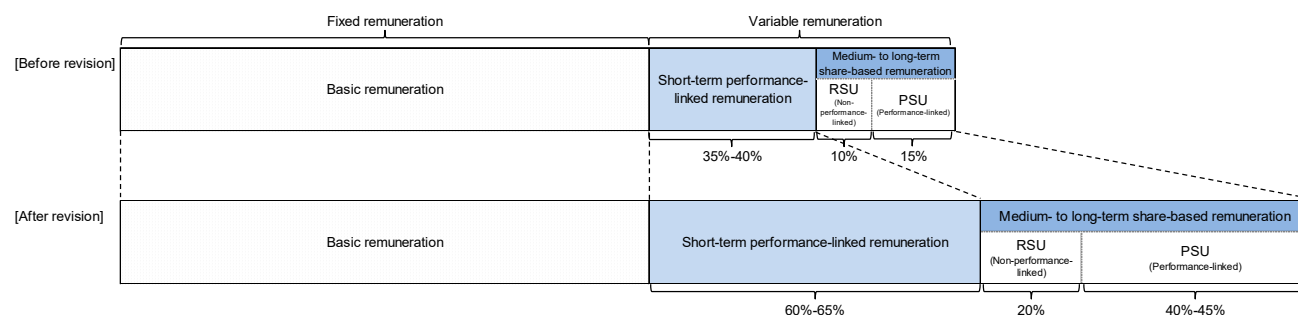 Fixed remuneration
Variable remuneration
[Before revision]
Basic remuneration
Short-term performance-
linked remuneration
Medium- to long-term
share-based remuneration
RSU
(Non-
performance-
linked)
PSU
(Performance-linked)
35%-40%
10%
15%
[After revision]
Basic remuneration
Short-term performance-linked remuneration
Medium- to long-term share-based remuneration
RSU
(Non-performance-
linked)
PSU
(Performance-linked)
60%-65%
20%
40%-45%